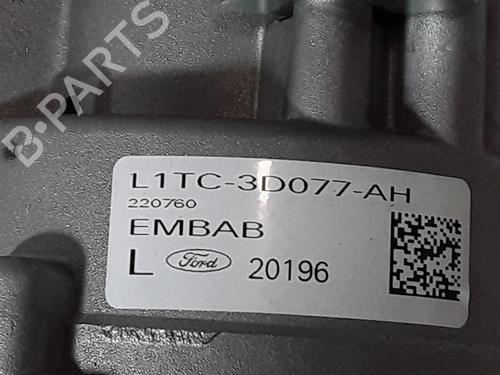 B-PARTS
L1TC-3D077-AH
220760
EMBAB
L Ford 20196